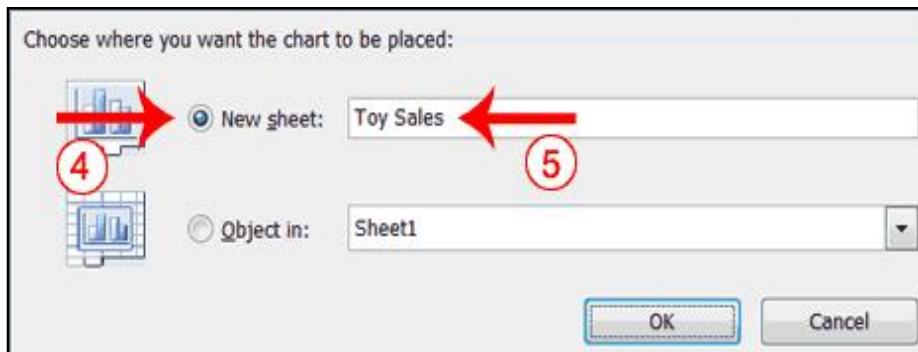 Choose where you want the chart to be placed:
New sheet: Toy Sales
4 5
Object in: Sheet1
OK Cancel